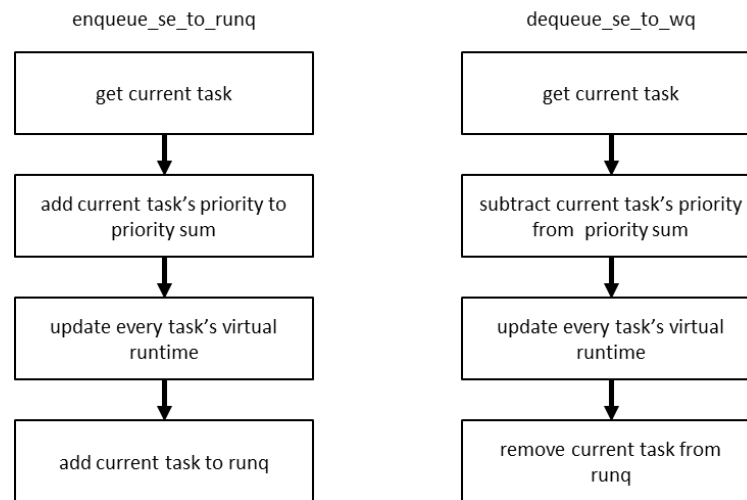 enqueue_se_to_runq
get current task
add current task's priority to
priority sum
update every task's virtual
runtime
add current task to runq
dequeue_se_to_wq
get current task
subtract current task's priority
from priority sum
update every task's virtual
runtime
remove current task from
runq